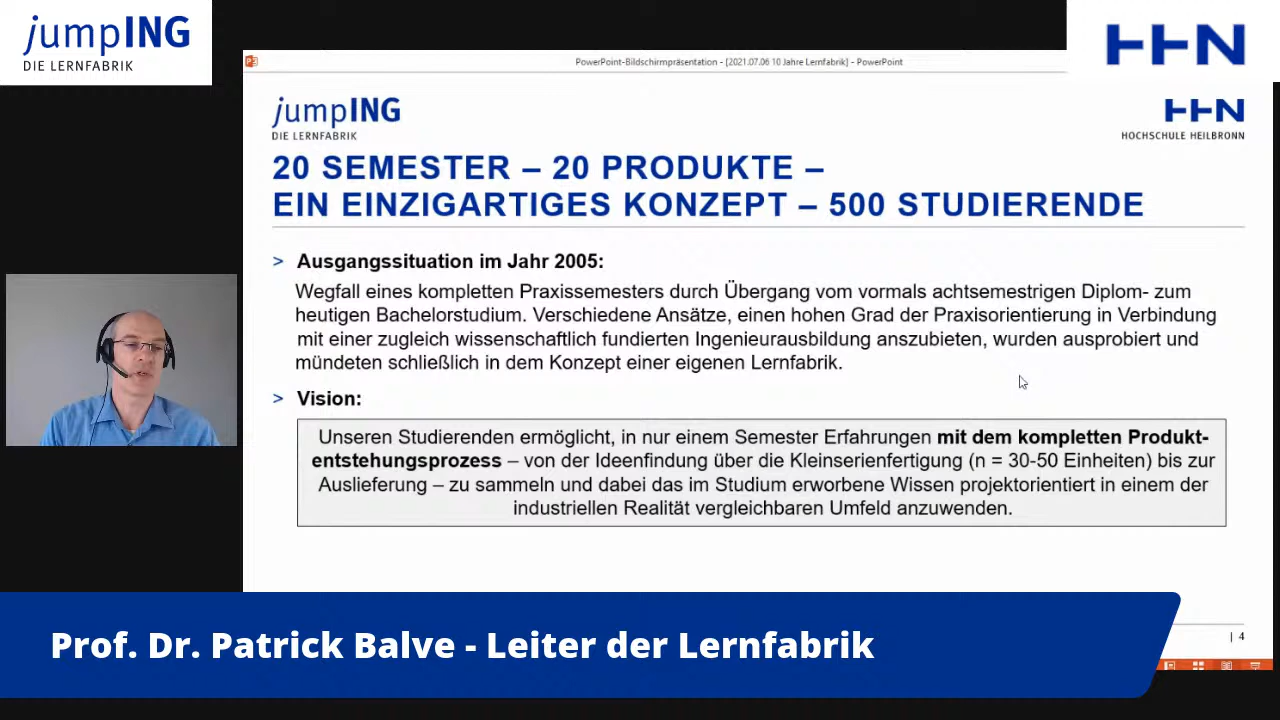 jumpING
DIE LERNFABRIK
HHN
PowerPoint-Bildschirmpräsentation - [2021.07.06 10 Jahre Lernfabrik] - PowerPoint
jumpING
DIE LERNFABRIK
HHN
HOCHSCHULE HEILBRONN
20 SEMESTER – 20 PRODUKTE –
EIN EINZIGARTIGES KONZEPT – 500 STUDIERENDE
> Ausgangssituation im Jahr 2005:
Wegfall eines kompletten Praxissemesters durch Übergang vom vormals achtsemestrigen Diplom- zum
heutigen Bachelorstudium. Verschiedene Ansätze, einen hohen Grad der Praxisorientierung in Verbindung
mit einer zugleich wissenschaftlich fundierten Ingenieurausbildung anszubieten, wurden ausprobiert und
mündeten schließlich in dem Konzept einer eigenen Lernfabrik.
> Vision:
Unseren Studierenden ermöglicht, in nur einem Semester Erfahrungen mit dem kompletten Produkt-
entstehungsprozess – von der Ideenfindung über die Kleinserienfertigung (n = 30-50 Einheiten) bis zur
Auslieferung – zu sammeln und dabei das im Studium erworbene Wissen projektorientiert in einem der
industriellen Realität vergleichbaren Umfeld anzuwenden.
| 4
Prof. Dr. Patrick Balve - Leiter der Lernfabrik